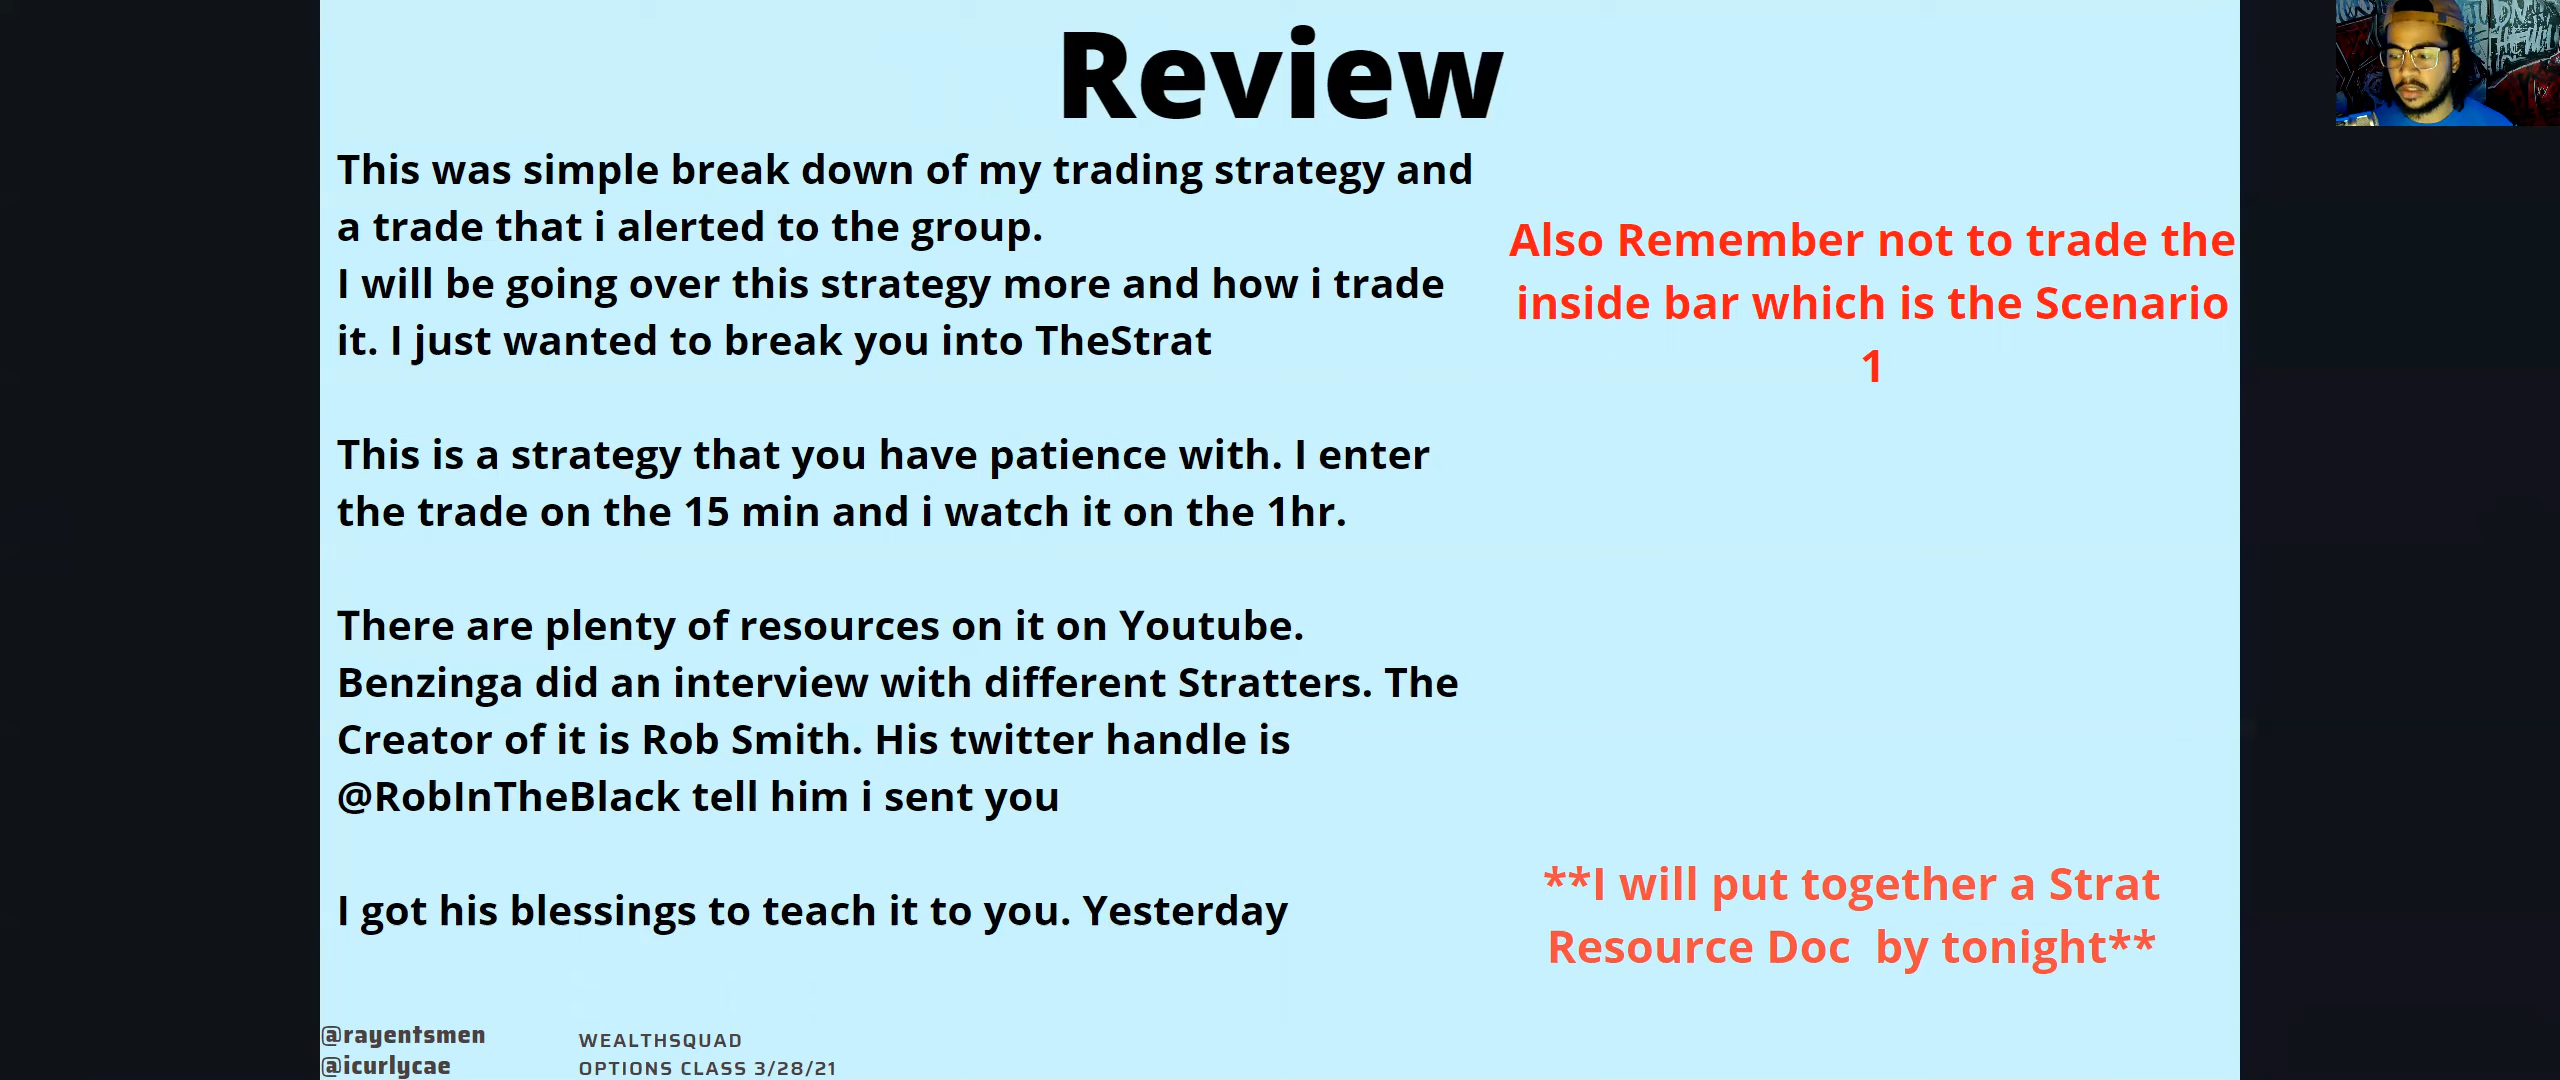 Review
This was simple break down of my trading strategy and
a trade that i alerted to the group.
I will be going over this strategy more and how i trade
it. I just wanted to break you into TheStrat
This is a strategy that you have patience with. I enter
the trade on the 15 min and i watch it on the 1hr.
There are plenty of resources on it on Youtube.
Benzinga did an interview with different Stratters. The
Creator of it is Rob Smith. His twitter handle is
@RobInTheBlack tell him i sent you
I got his blessings to teach it to you. Yesterday
Also Remember not to trade the
inside bar which is the Scenario
1
**I will put together a Strat
Resource Doc  by tonight**
@rayentsmen
@icurlycae
WEALTHSQUAD
OPTIONS CLASS 3/28/21